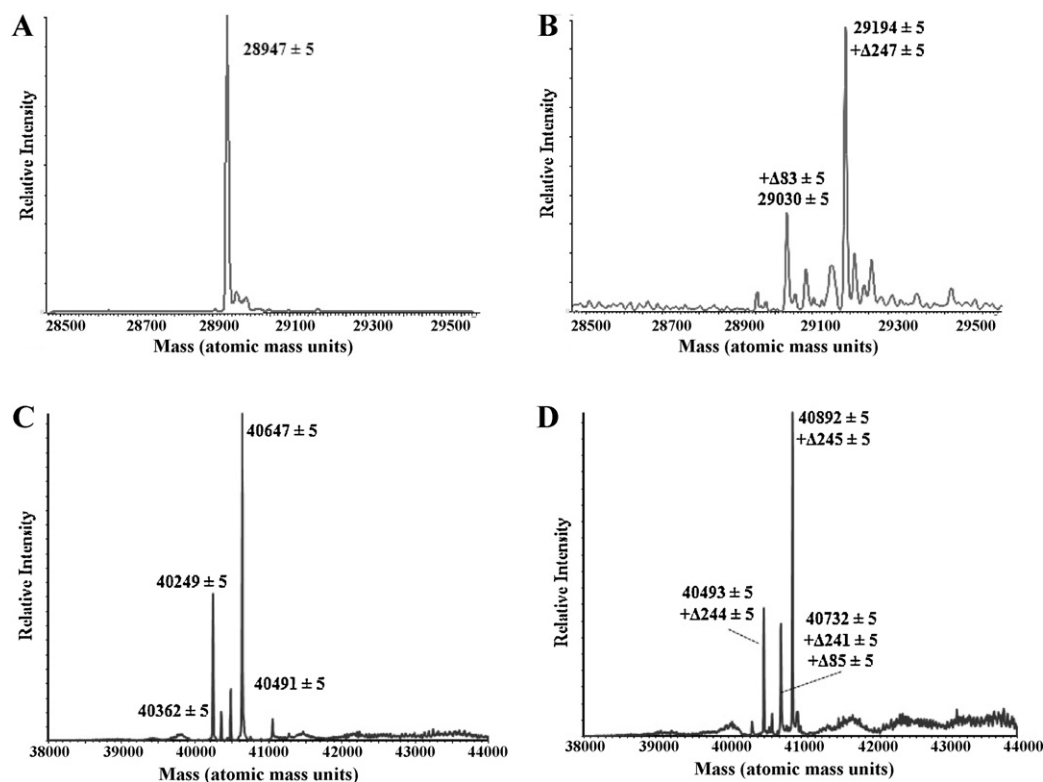 A
28947 ± 5
Relative Intensity
28500 28700 28900 29100 29300 29500
Mass (atomic mass units)
B
29194 ± 5
+Δ247 ± 5
+Δ83 ± 5
29030 ± 5
Relative Intensity
28500 28700 28900 29100 29300 29500
Mass (atomic mass units)
C
40647 ± 5
40249 ± 5
40491 ± 5
40362 ± 5
Relative Intensity
38000 39000 40000 41000 42000 43000 44000
Mass (atomic mass units)
D
40892 ± 5
+Δ245 ± 5
40493 ± 5
+Δ244 ± 5
40732 ± 5
+Δ241 ± 5
+Δ85 ± 5
Relative Intensity
38000 39000 40000 41000 42000 43000 44000
Mass (atomic mass units)